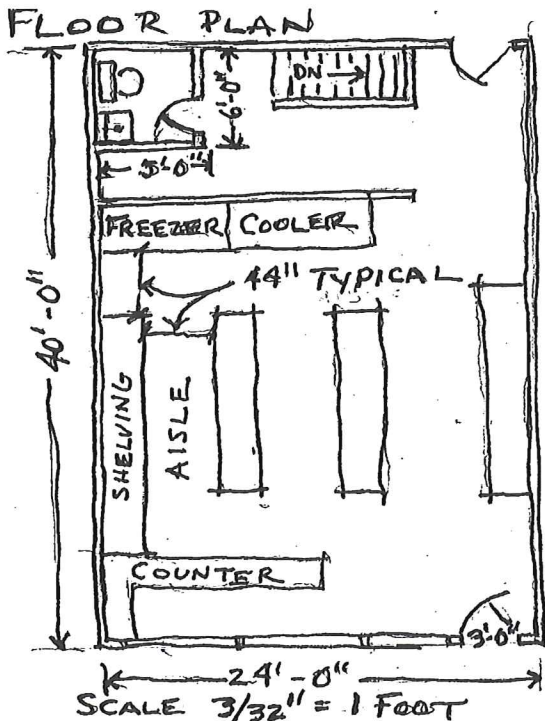 FLOOR PLAN
DN
6'-0"
5'-0"
FREEZER
COOLER
44" TYPICAL
40'-0"
SHELVING
AISLE
COUNTER
3'-0"
24'-0"
SCALE 3/32" = 1 FOOT